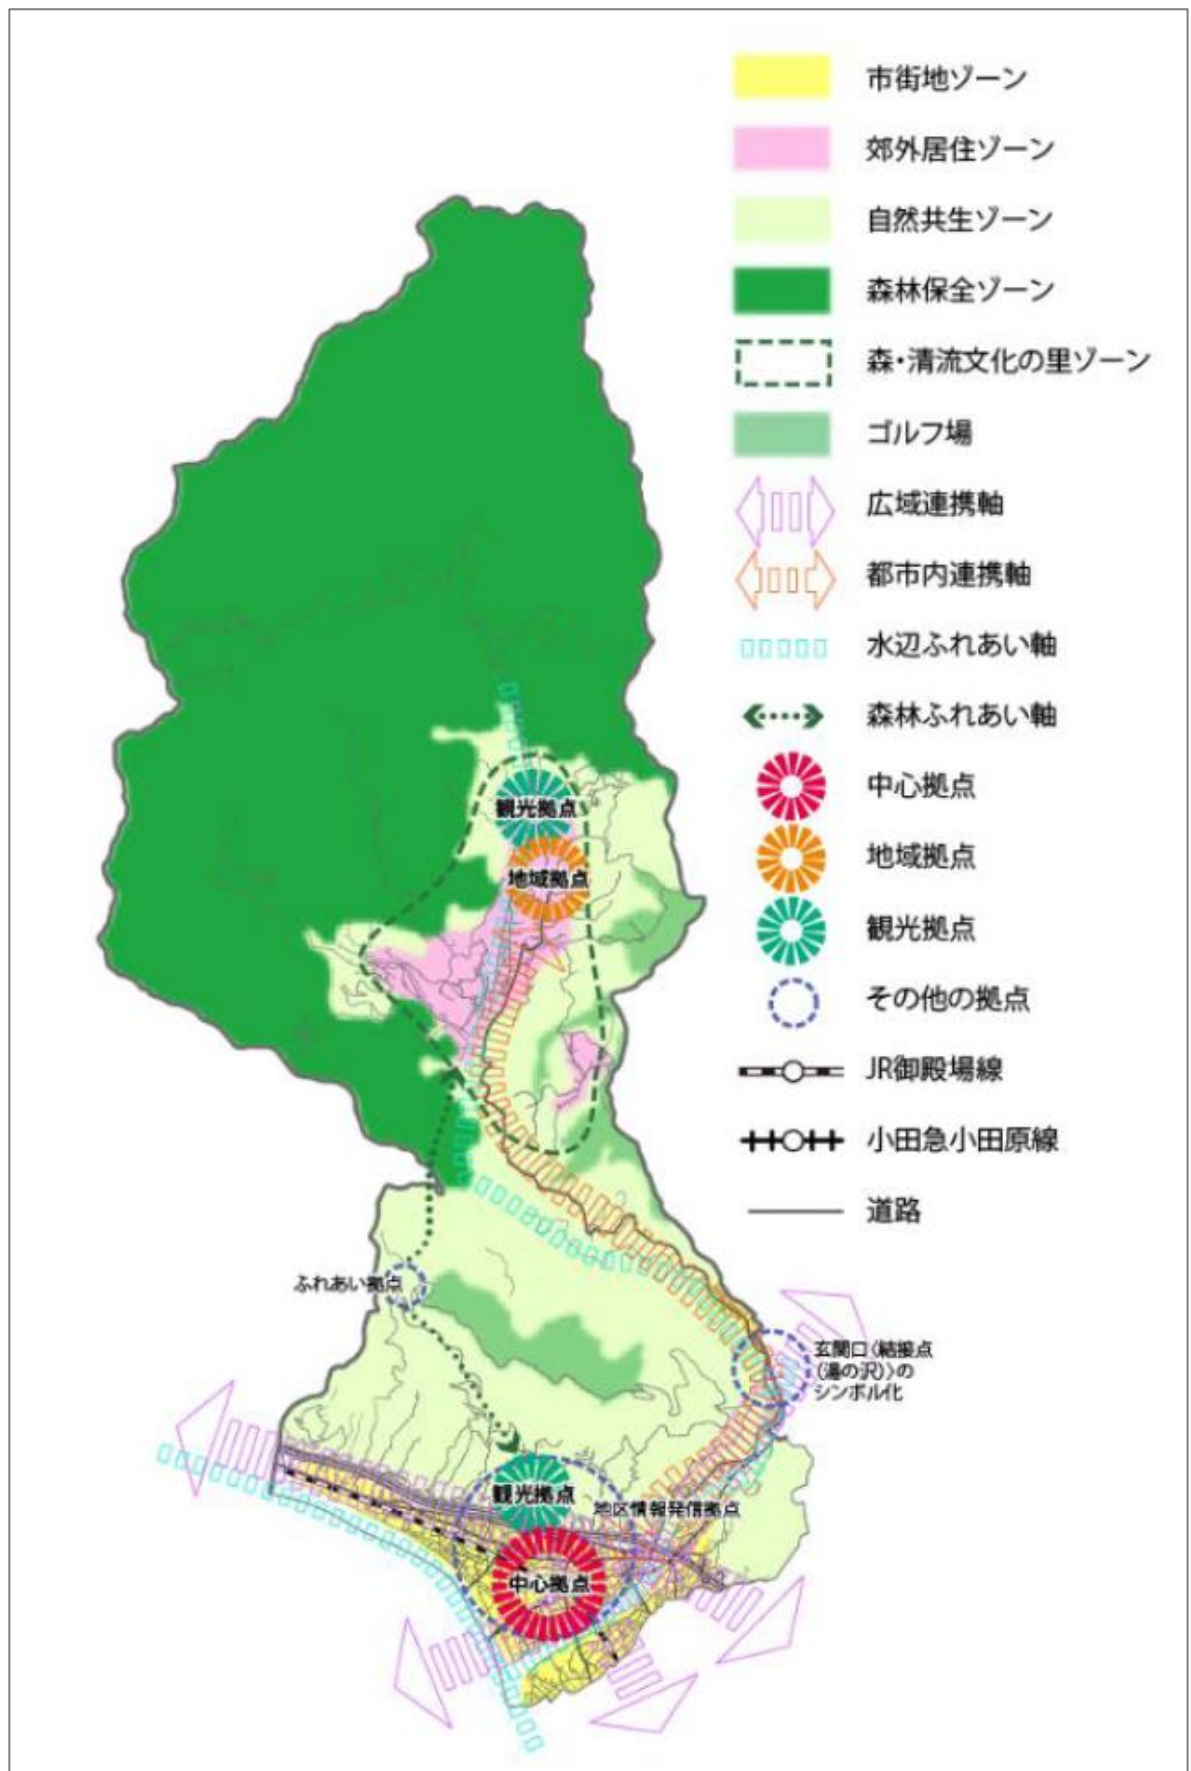 市街地ゾーン
郊外居住ゾーン
自然共生ゾーン
森林保全ゾーン
森・清流文化の里ゾーン
ゴルフ場
広域連携軸
都市内連携軸
水辺ふれあい軸
森林ふれあい軸
中心拠点
地域拠点
観光拠点
その他の拠点
JR御殿場線
小田急小田原線
道路
観光拠点
地域拠点
ふれあい拠点
玄関口〈結接点
(湯の沢)〉の
シンボル化
観光拠点
地区情報発信拠点
中心拠点